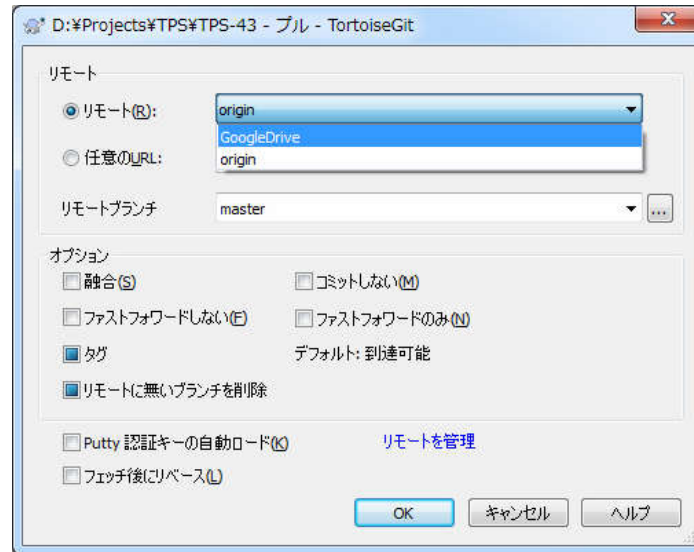 D:¥Projects¥TPS¥TPS-43 - プル - TortoiseGit
リモート
リモート(R):
origin
GoogleDrive
origin
任意のURL:
リモートブランチ
master
...
オプション
融合(S)
コミットしない(M)
ファストフォワードしない(F)
ファストフォワードのみ(N)
タグ
デフォルト: 到達可能
リモートに無いブランチを削除
Putty 認証キーの自動ロード(K)
リモートを管理
フェッチ後にリベース(L)
OK
キャンセル
ヘルプ